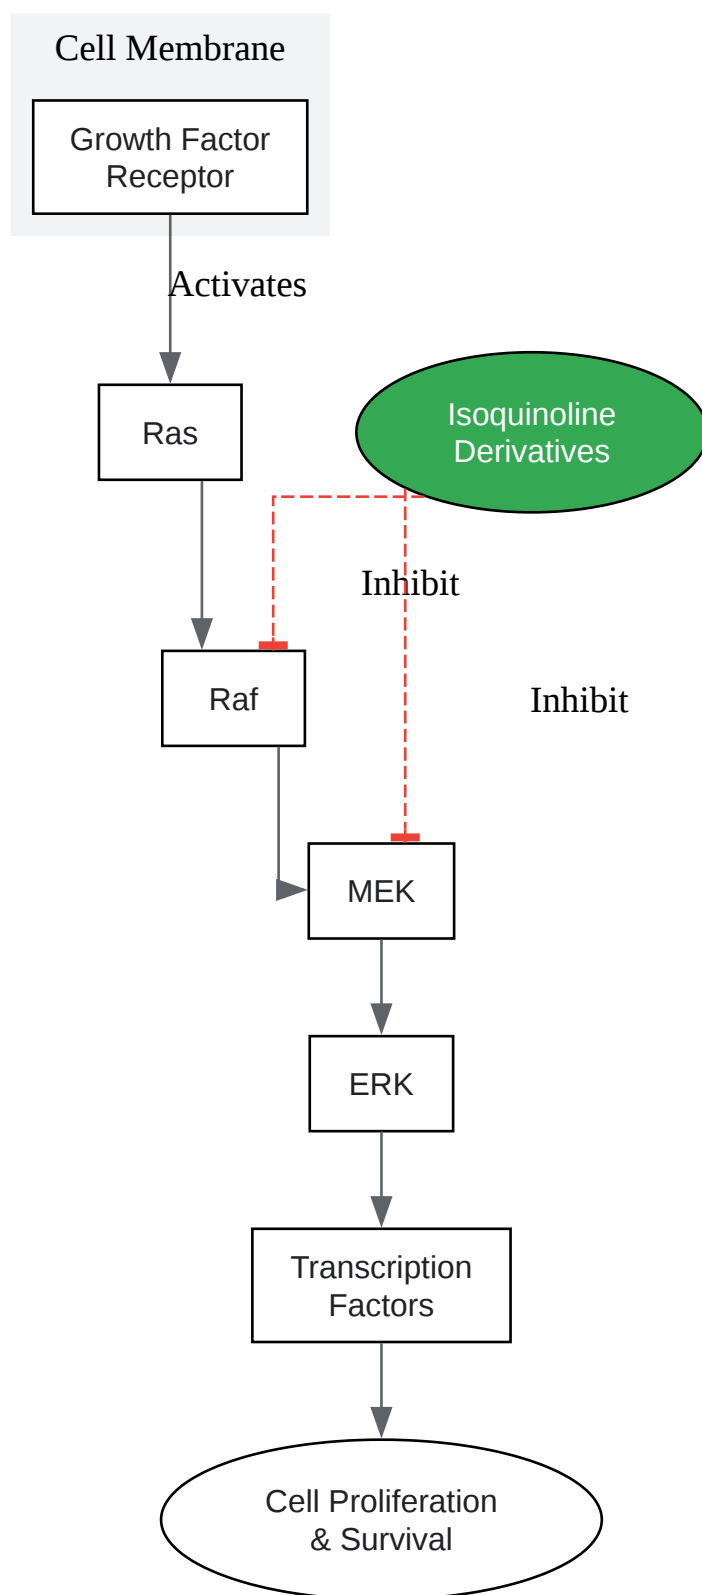 Cell Membrane
Growth Factor
Receptor
Activates
Ras
Isoquinoline
Derivatives
Inhibit
Raf
Inhibit
MEK
ERK
Transcription
Factors
Cell Proliferation
& Survival